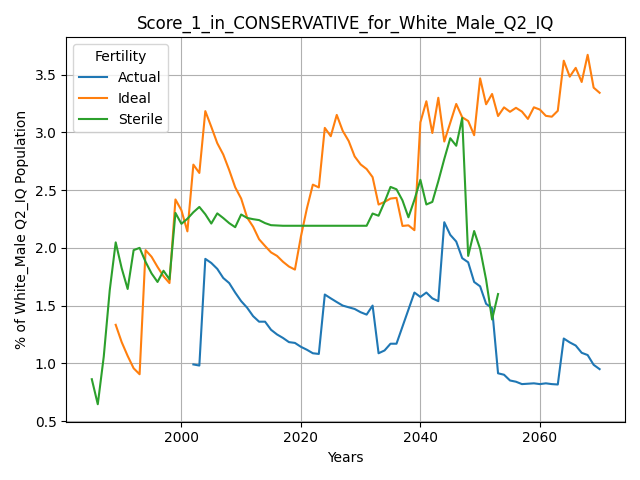 Score_1_in_CONSERVATIVE_for_White_Male_Q2_IQ
Fertility
Actual
Ideal
Sterile
% of White_Male Q2_IQ Population
3.5
3.0
2.5
2.0
1.5
1.0
0.5
2000
2020
2040
2060
Years